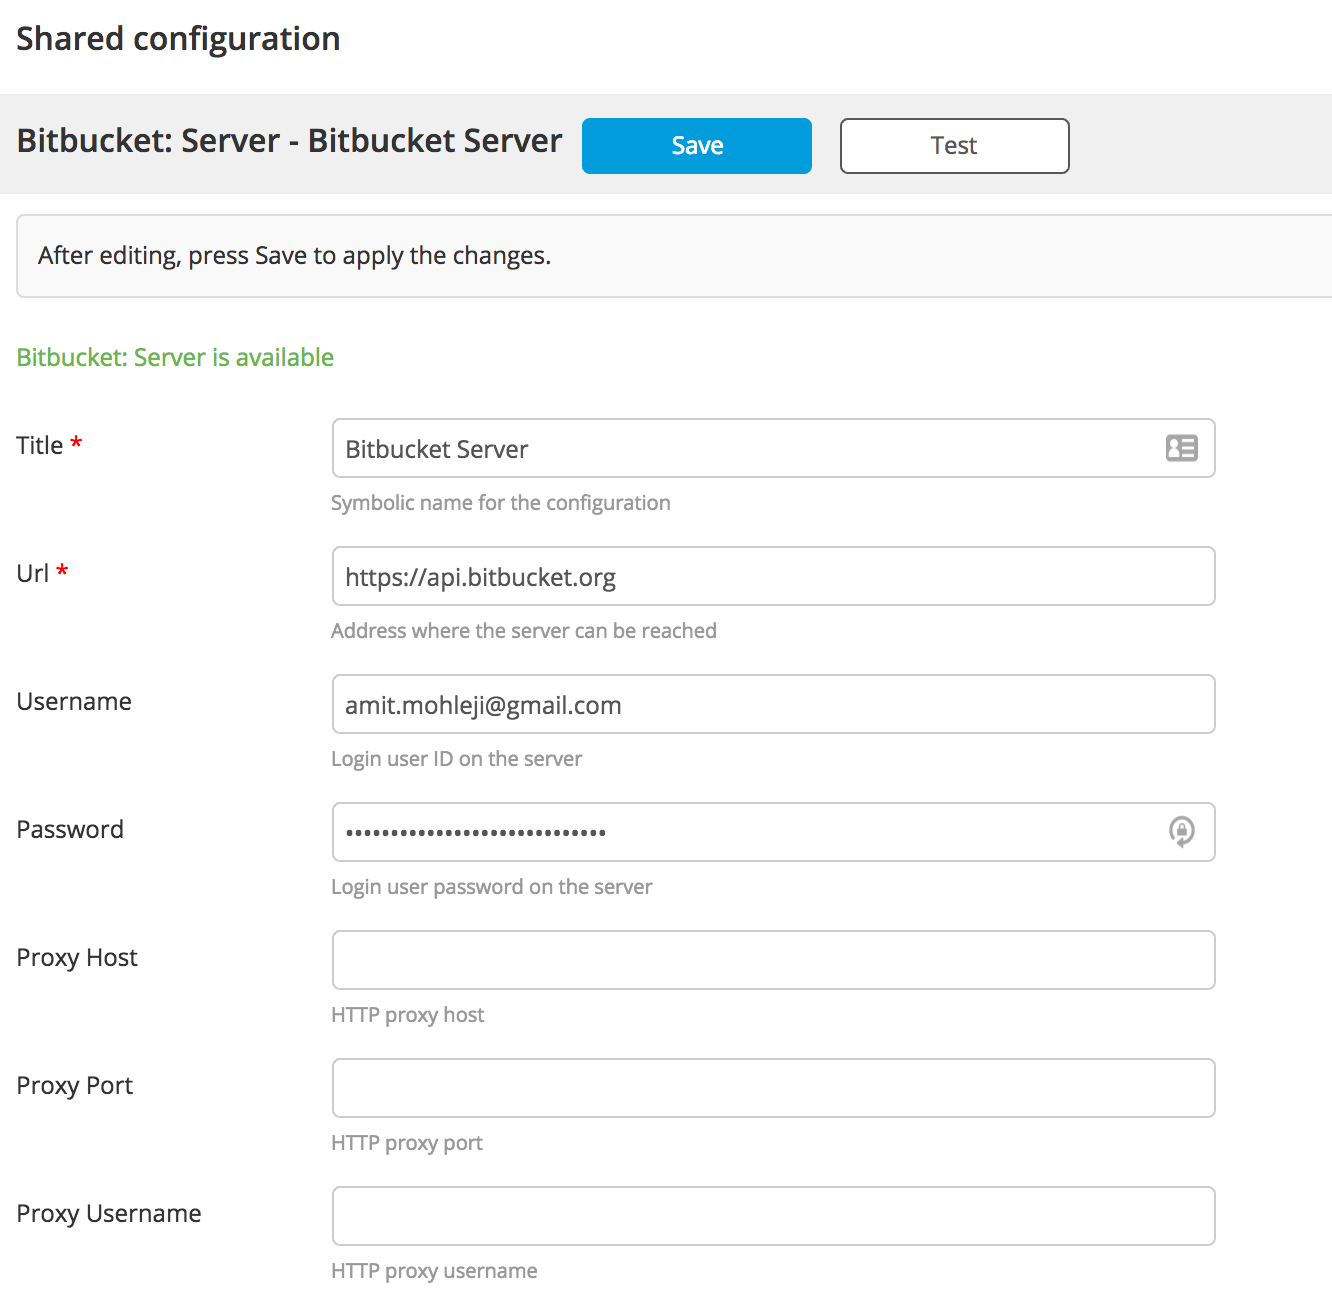 Shared configuration
Bitbucket: Server - Bitbucket Server Save Test
After editing, press Save to apply the changes.
Bitbucket: Server is available
Title * Bitbucket Server
Symbolic name for the configuration
Url * https://api.bitbucket.org
Address where the server can be reached
Username amit.mohleji@gmail.com
Login user ID on the server
Password •••••••••••••••••••••••••••••
Login user password on the server
Proxy Host
HTTP proxy host
Proxy Port
HTTP proxy port
Proxy Username
HTTP proxy username